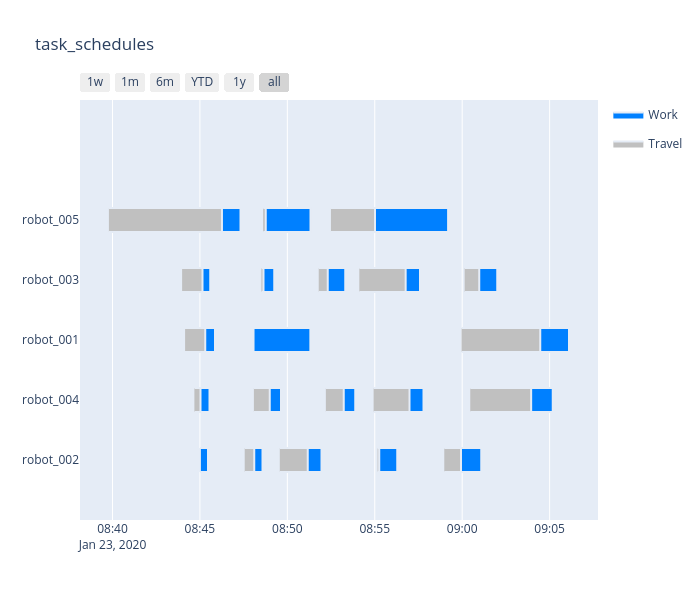 task_schedules
1w 1m 6m YTD 1y all
Work
Travel
robot_005
robot_003
robot_001
robot_004
robot_002
08:40 08:45 08:50 08:55 09:00 09:05
Jan 23, 2020